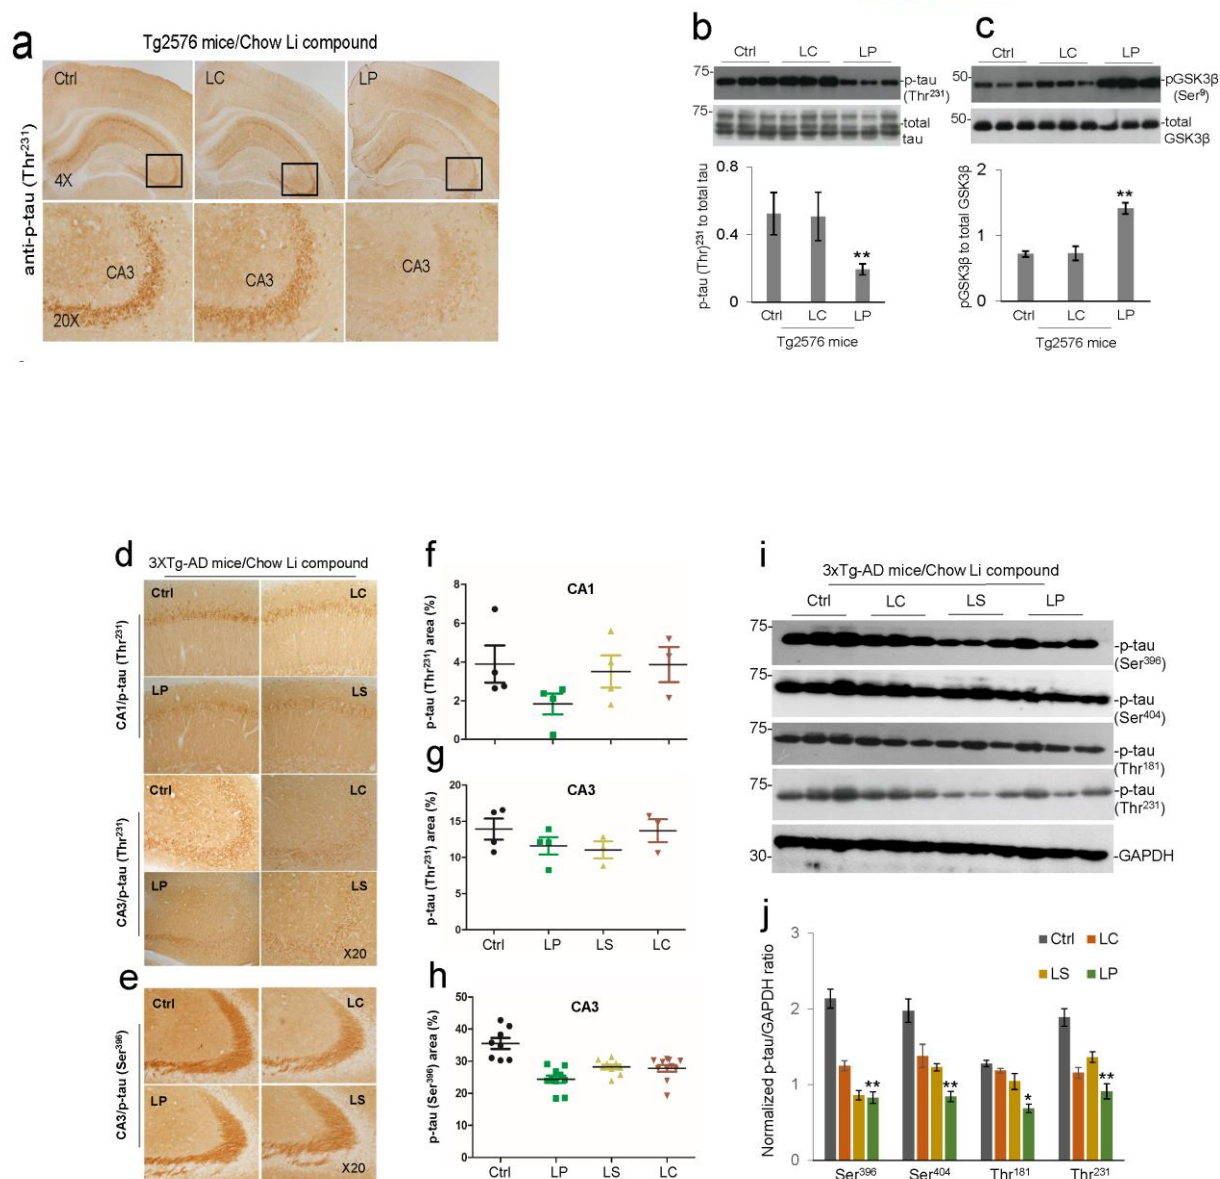 a
Tg2576 mice/Chow Li compound
anti-p-tau (Thr231)
Ctrl
LC
LP
4X
CA3
CA3
CA3
20X
b
Ctrl LC LP
75-
-p-tau
(Thr231)
75-
-total
tau
p-tau (Thr)231 to total tau
0.8
0.4
0
**
Ctrl LC LP
Tg2576 mice
c
Ctrl LC LP
50-
-pGSK3β
(Ser9)
50-
-total
GSK3β
pGSK3β to total GSK3β
2
1
0
**
Ctrl LC LP
Tg2576 mice
d
3XTg-AD mice/Chow Li compound
CA1/p-tau (Thr231)
Ctrl LC
LP LS
CA3/p-tau (Thr231)
Ctrl LC
LP LS
X20
e
CA3/p-tau (Ser396)
Ctrl LC
LP LS
X20
f
CA1
p-tau (Thr231) area (%)
8
6
4
2
0
g
CA3
p-tau (Thr231) area (%)
20
15
10
5
0
Ctrl LP LS LC
h
CA3
p-tau (Ser396) area (%)
50
40
30
20
10
0
Ctrl LP LS LC
i
3xTg-AD mice/Chow Li compound
Ctrl LC LS LP
75-
-p-tau
(Ser396)
75-
-p-tau
(Ser404)
75-
-p-tau
(Thr181)
75-
-p-tau
(Thr231)
30-
-GAPDH
j
Normalized p-tau/GAPDH ratio
3
2
1
0
Ctrl LC
LS LP
**
**
*
**
Ser396 Ser404 Thr181 Thr231